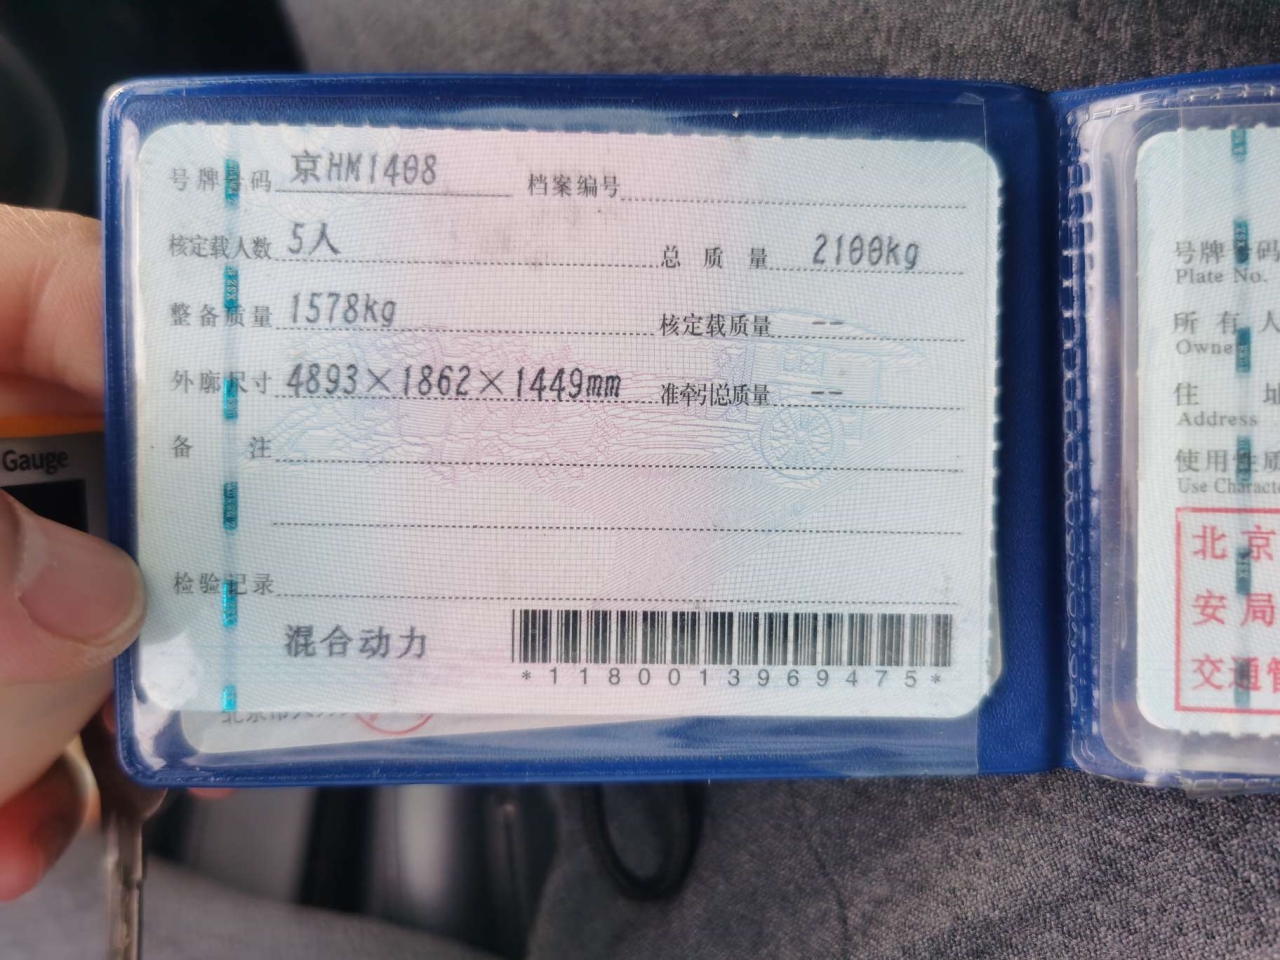 号牌号码 京HM1408 档案编号
核定载人数 5人 总质量 2100kg
整备质量 1578kg 核定载质量 --
外廓尺寸 4893×1862×1449mm 准牵引总质量 --
备注
检验记录
混合动力
*1180013969475*
Gauge
号牌号码
Plate No.
所有人
Owner
住址
Address
使用性质
Use Characte
北京
安局
交通管